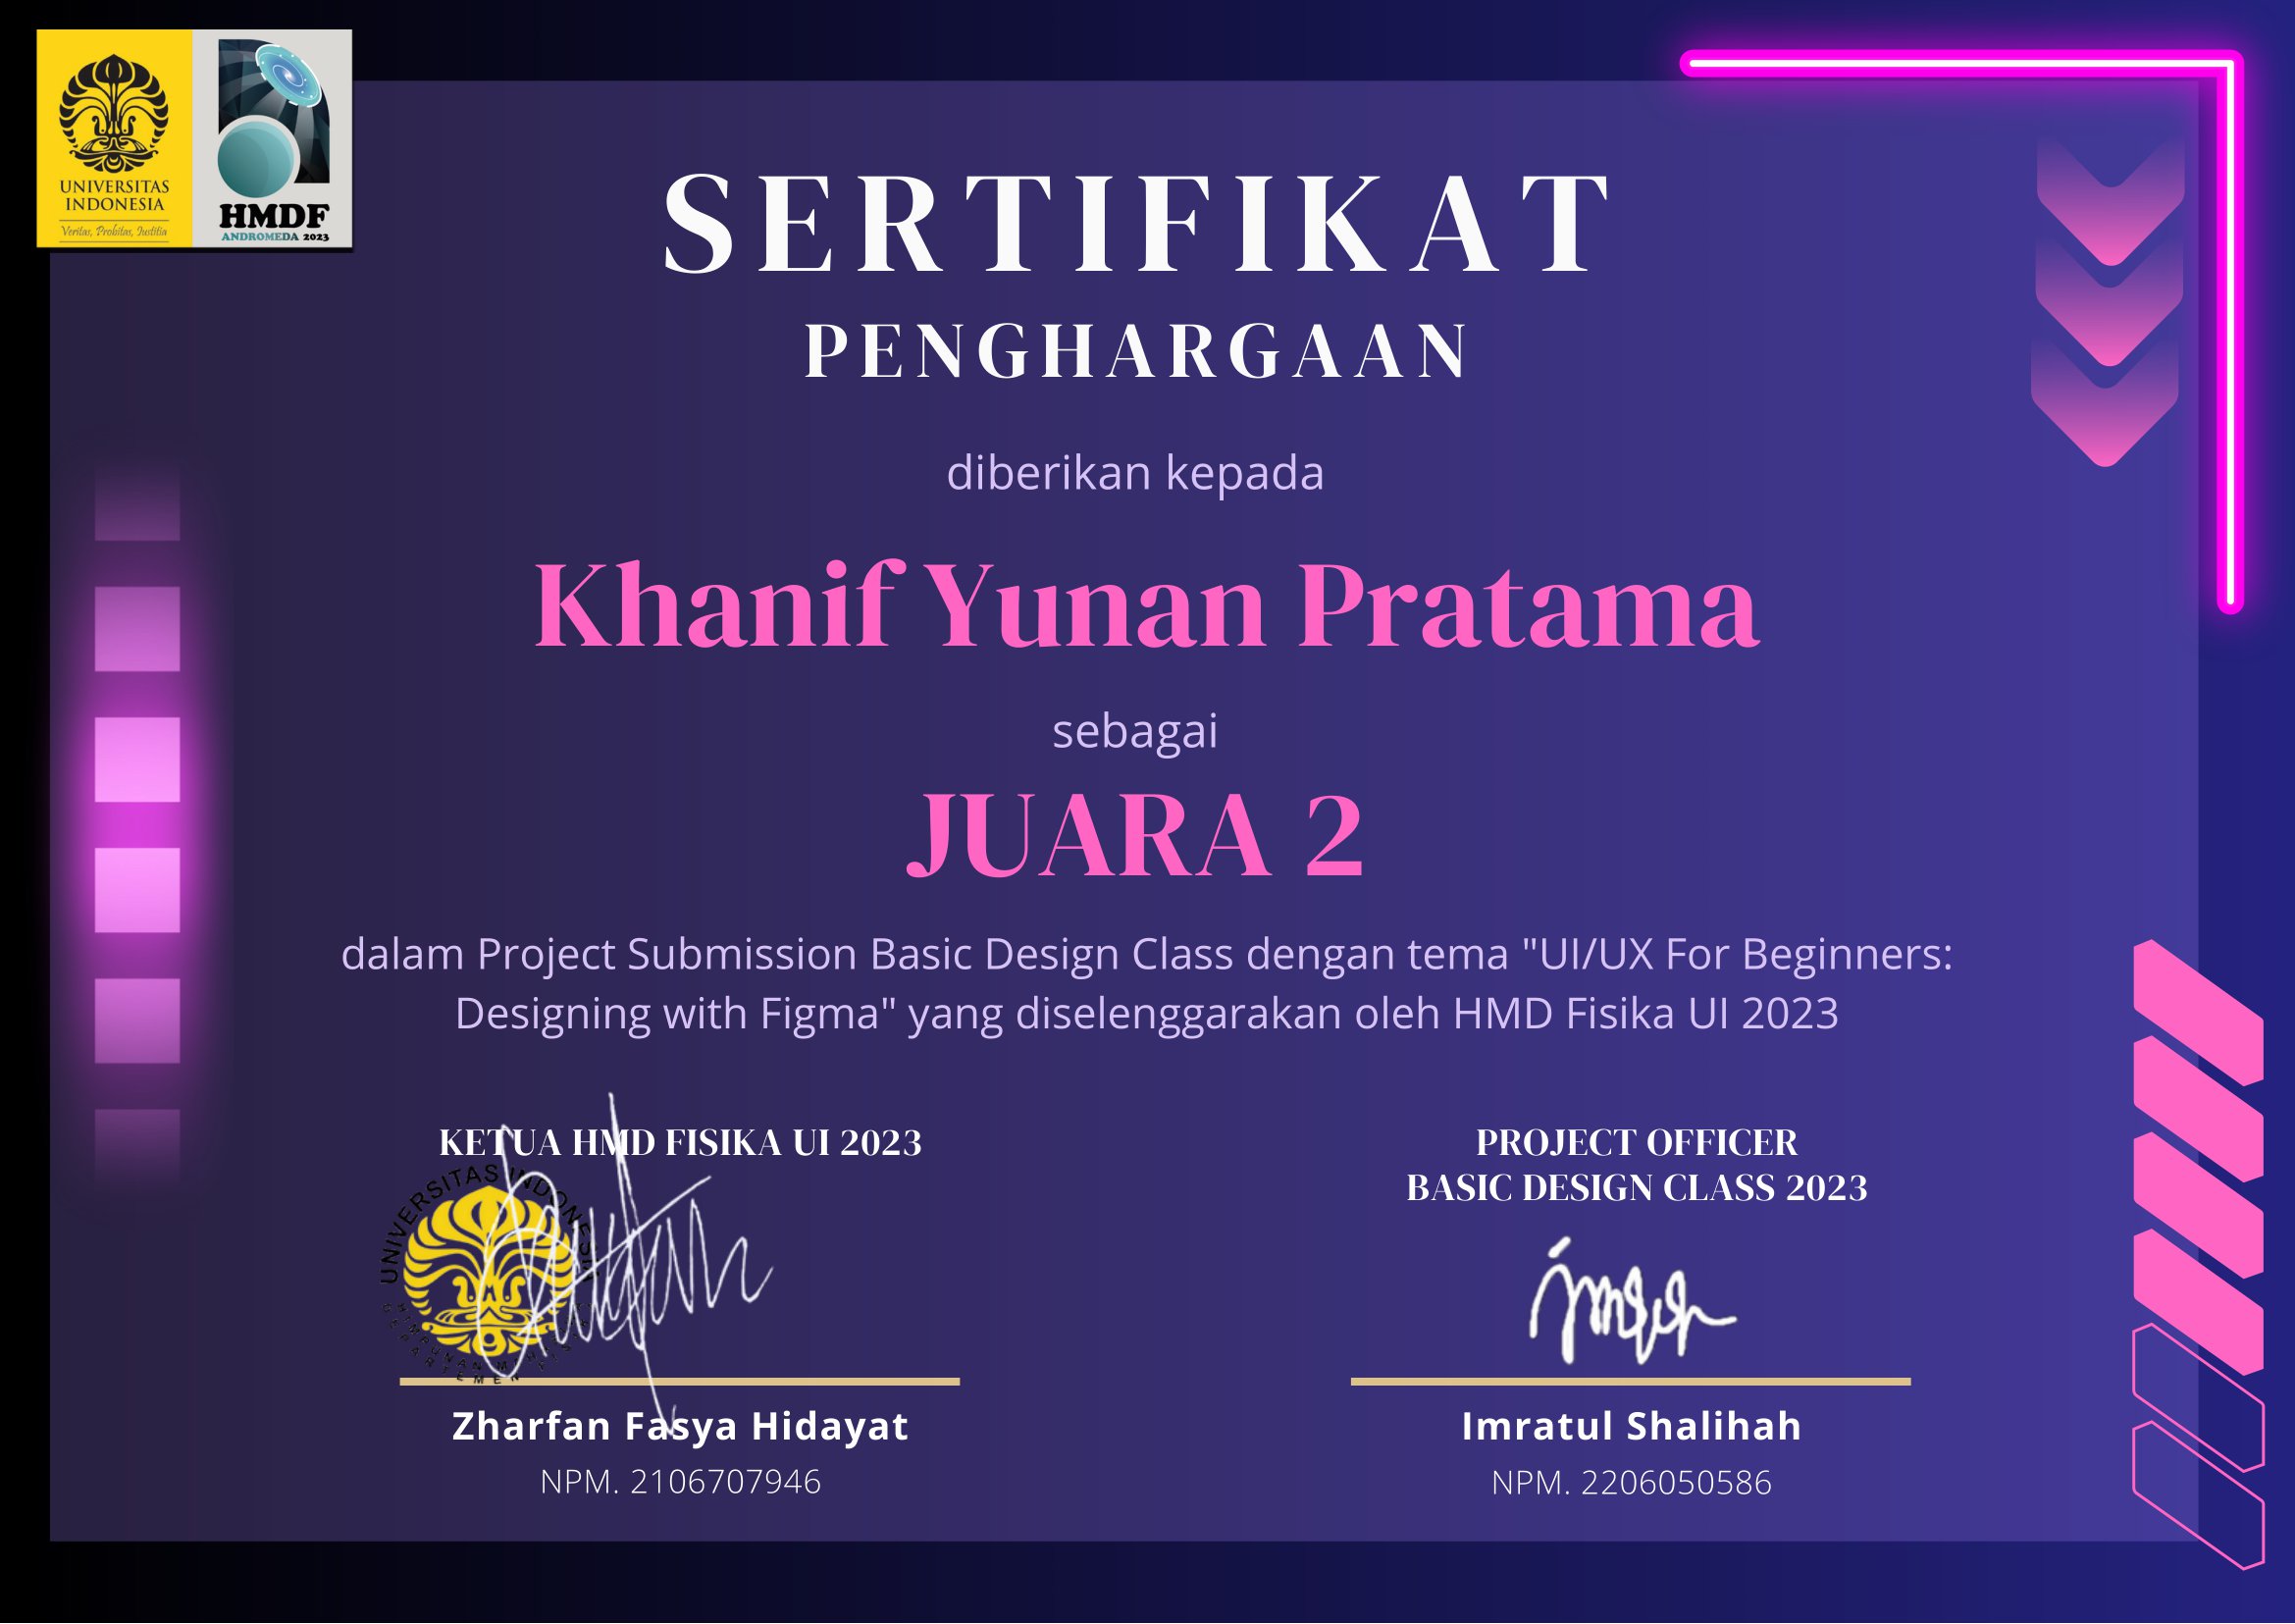 UNIVERSITAS
INDONESIA
Veritas, Probitas, Justitia
HMDF
ANDROMEDA 2023
SERTIFIKAT
PENGHARGAAN
diberikan kepada
Khanif Yunan Pratama
sebagai
JUARA 2
dalam Project Submission Basic Design Class dengan tema "UI/UX For Beginners:
Designing with Figma" yang diselenggarakan oleh HMD Fisika UI 2023
KETUA HMD FISIKA UI 2023
UNIVERSITAS INDONESIA
Zharfan Fasya Hidayat
NPM. 2106707946
PROJECT OFFICER
BASIC DESIGN CLASS 2023
Imratul Shalihah
NPM. 2206050586